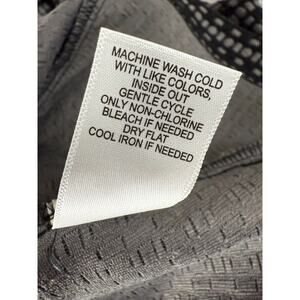 MACHINE WASH COLD
WITH LIKE COLORS,
INSIDE OUT
GENTLE CYCLE
ONLY NON-CHLORINE
BLEACH IF NEEDED
DRY FLAT
COOL IRON IF NEEDED